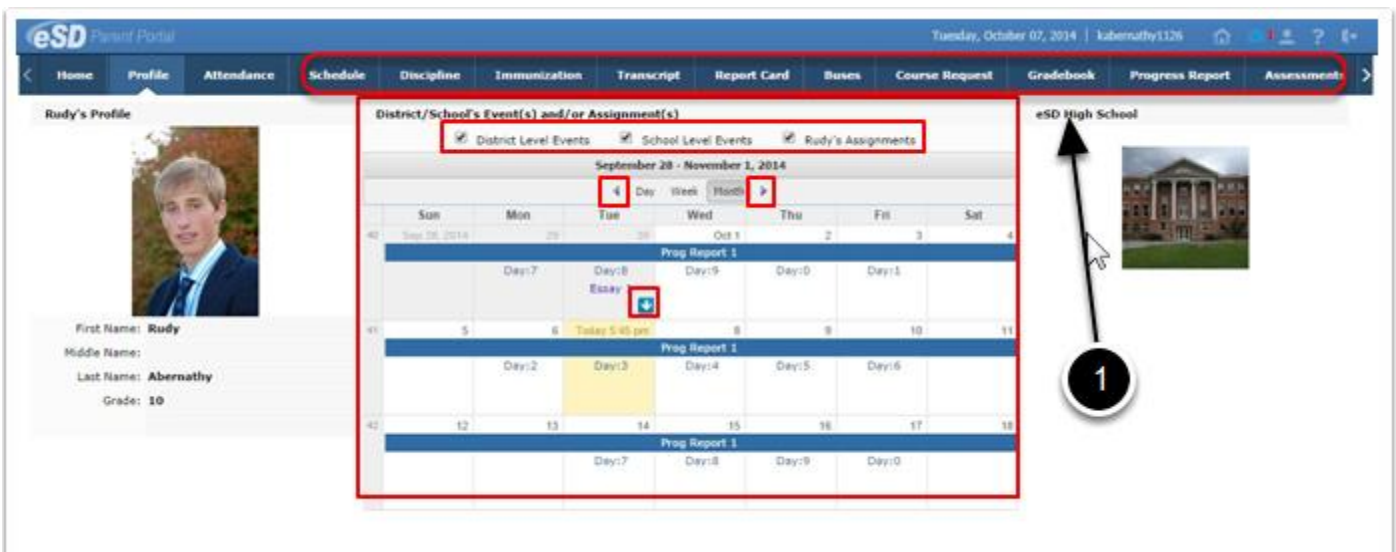 eSD Parent Portal
Tuesday, October 07, 2014 | kabernathy1126 ?
Home Profile Attendance Schedule Discipline Immunization Transcript Report Card Buses Course Request Gradebook Progress Report Assessments
Rudy's Profile
District/School's Event(s) and/or Assignment(s)
eSD High School
District Level Events School Level Events Rudy's Assignments
September 28 - November 1, 2014
Day Week Month
Sun Mon Tue Wed Thu Fri Sat
40 Sep 28, 2014 29 30 Oct 1 2 3 4
Prog Report 1
Day:7 Day:8 Day:9 Day:0 Day:1
Essay
First Name: Rudy
Middle Name:
Last Name: Abernathy
Grade: 10
41 5 6 Today 5:45 pm 8 9 10 11
Prog Report 1
Day:2 Day:3 Day:4 Day:5 Day:6
1
42 12 13 14 15 16 17 18
Prog Report 1
Day:7 Day:8 Day:9 Day:0